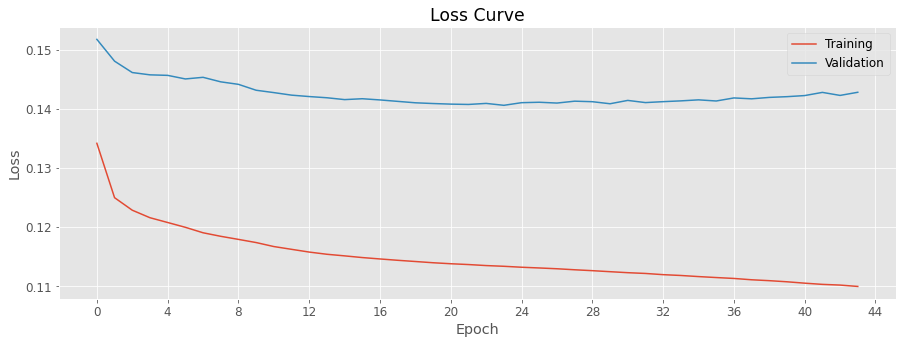 Loss Curve
Training
Validation
Loss
0.15
0.14
0.13
0.12
0.11
0 4 8 12 16 20 24 28 32 36 40 44
Epoch